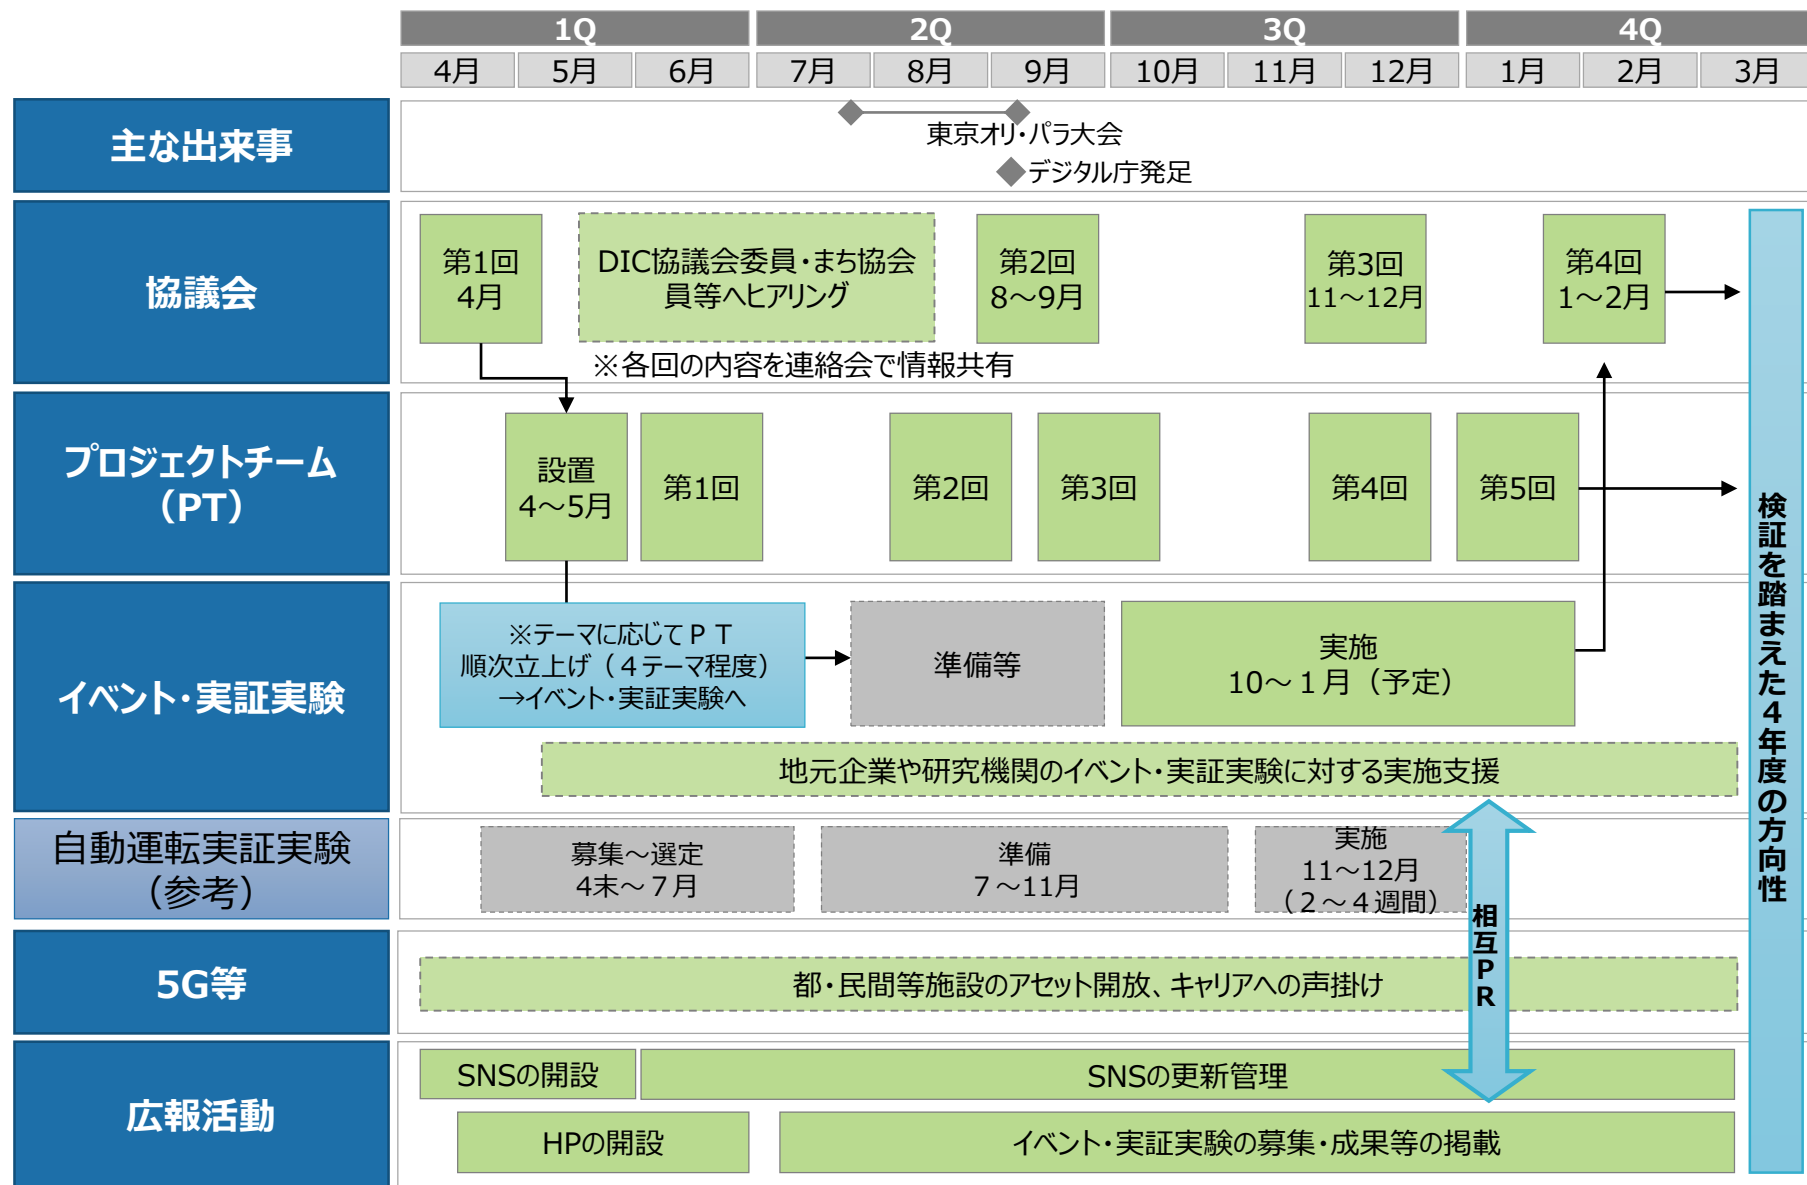 1Q 2Q 3Q 4Q
4月 5月 6月 7月 8月 9月 10月 11月 12月 1月 2月 3月
主な出来事
東京オリ・パラ大会
デジタル庁発足
協議会
第1回
4月
DIC協議会委員・まち協会
員等へヒアリング
第2回
8～9月
第3回
11～12月
第4回
1～2月
※各回の内容を連絡会で情報共有
プロジェクトチーム
（PT）
設置
4～5月
第1回
第2回
第3回
第4回
第5回
イベント・実証実験
※テーマに応じてＰＴ
順次立上げ（４テーマ程度）
→イベント・実証実験へ
準備等
実施
10～１月（予定）
地元企業や研究機関のイベント・実証実験に対する実施支援
自動運転実証実験
（参考）
募集～選定
4末～７月
準備
７～11月
実施
11～12月
（２～４週間）
5G等
都・民間等施設のアセット開放、キャリアへの声掛け
広報活動
SNSの開設
SNSの更新管理
HPの開設
イベント・実証実験の募集・成果等の掲載
相互PR
検証を踏まえた４年度の方向性